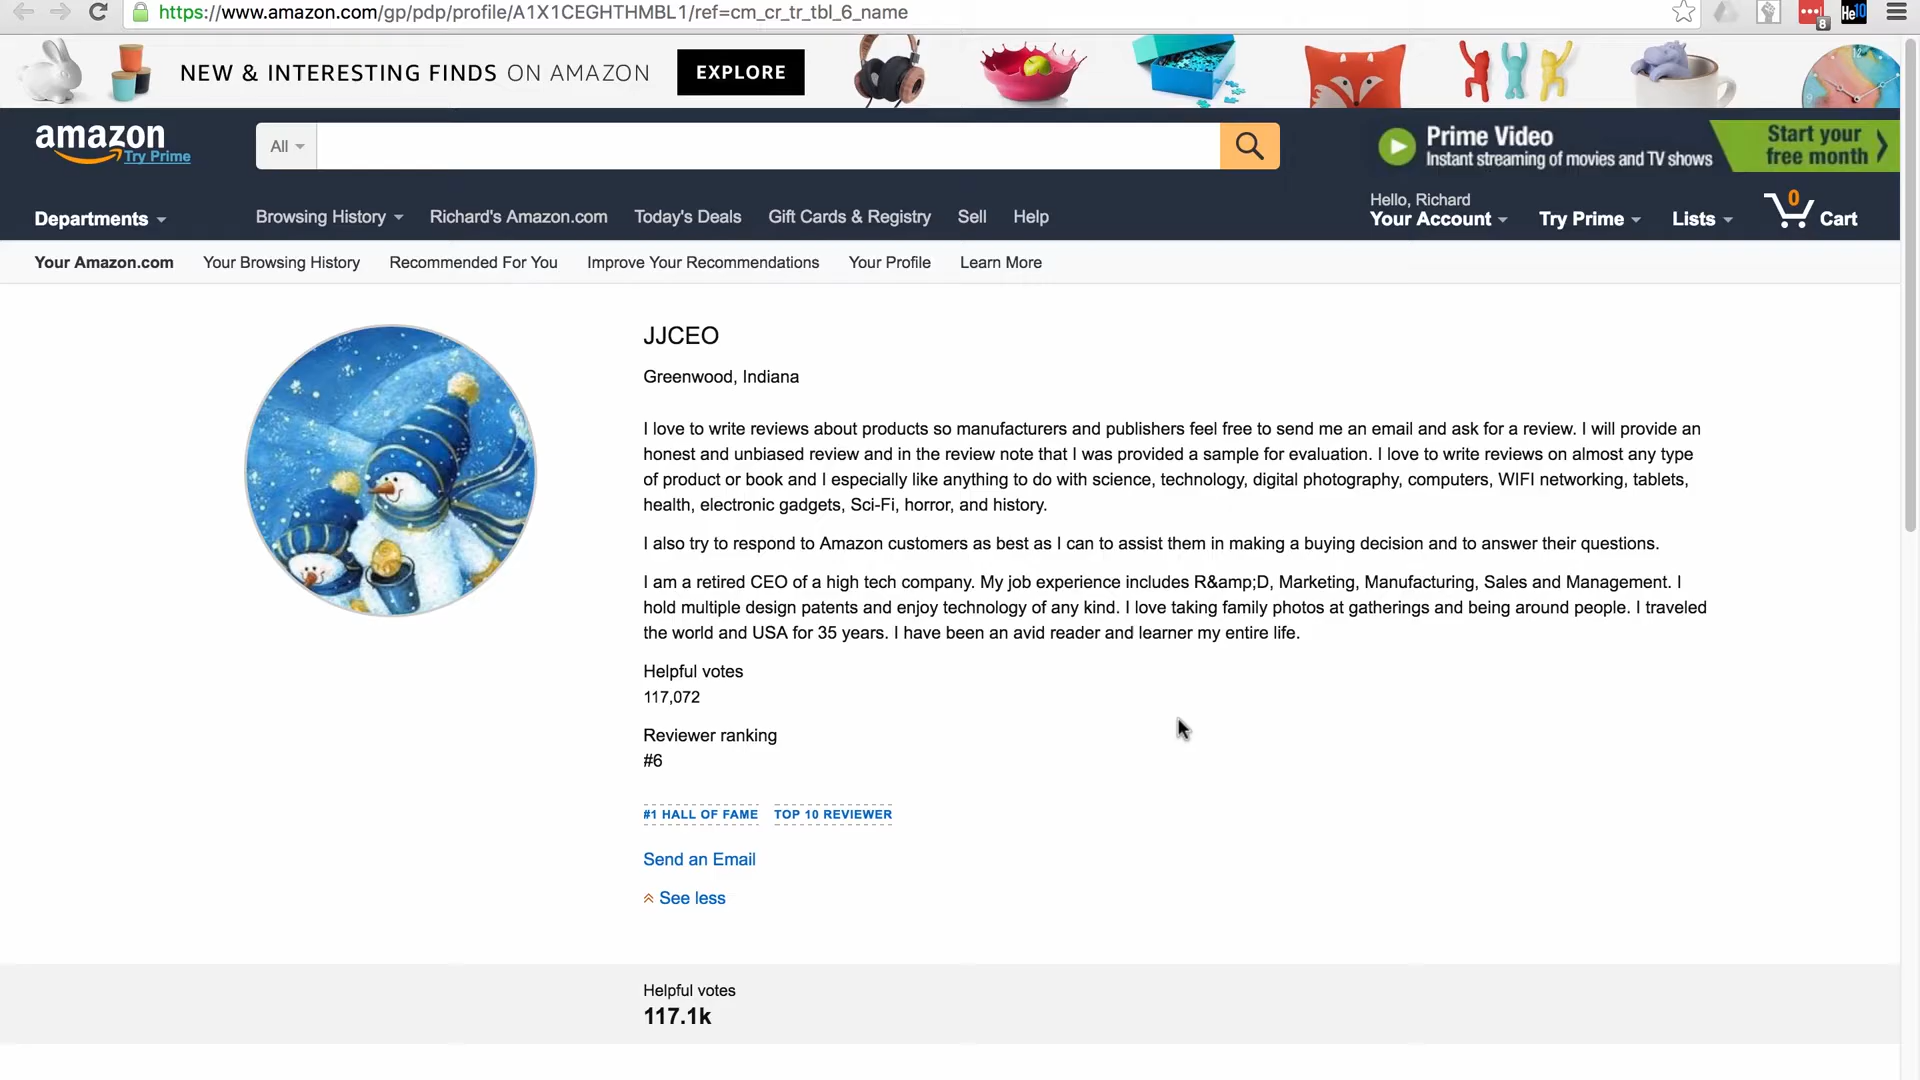 https://www.amazon.com/gp/pdp/profile/A1X1CEGHTHMBL1/ref=cm_cr_tr_tbl_6_name
8
He10
NEW & INTERESTING FINDS ON AMAZON
EXPLORE
amazon
Try Prime
All
Prime Video
Instant streaming of movies and TV shows
Start your
free month
Departments
Browsing History
Richard's Amazon.com
Today's Deals
Gift Cards & Registry
Sell
Help
Hello, Richard
Your Account
Try Prime
Lists
0
Cart
Your Amazon.com
Your Browsing History
Recommended For You
Improve Your Recommendations
Your Profile
Learn More
JJCEO
Greenwood, Indiana
I love to write reviews about products so manufacturers and publishers feel free to send me an email and ask for a review. I will provide an
honest and unbiased review and in the review note that I was provided a sample for evaluation. I love to write reviews on almost any type
of product or book and I especially like anything to do with science, technology, digital photography, computers, WIFI networking, tablets,
health, electronic gadgets, Sci-Fi, horror, and history.
I also try to respond to Amazon customers as best as I can to assist them in making a buying decision and to answer their questions.
I am a retired CEO of a high tech company. My job experience includes R&amp;D, Marketing, Manufacturing, Sales and Management. I
hold multiple design patents and enjoy technology of any kind. I love taking family photos at gatherings and being around people. I traveled
the world and USA for 35 years. I have been an avid reader and learner my entire life.
Helpful votes
117,072
Reviewer ranking
#6
#1 HALL OF FAME
TOP 10 REVIEWER
Send an Email
See less
Helpful votes
117.1k